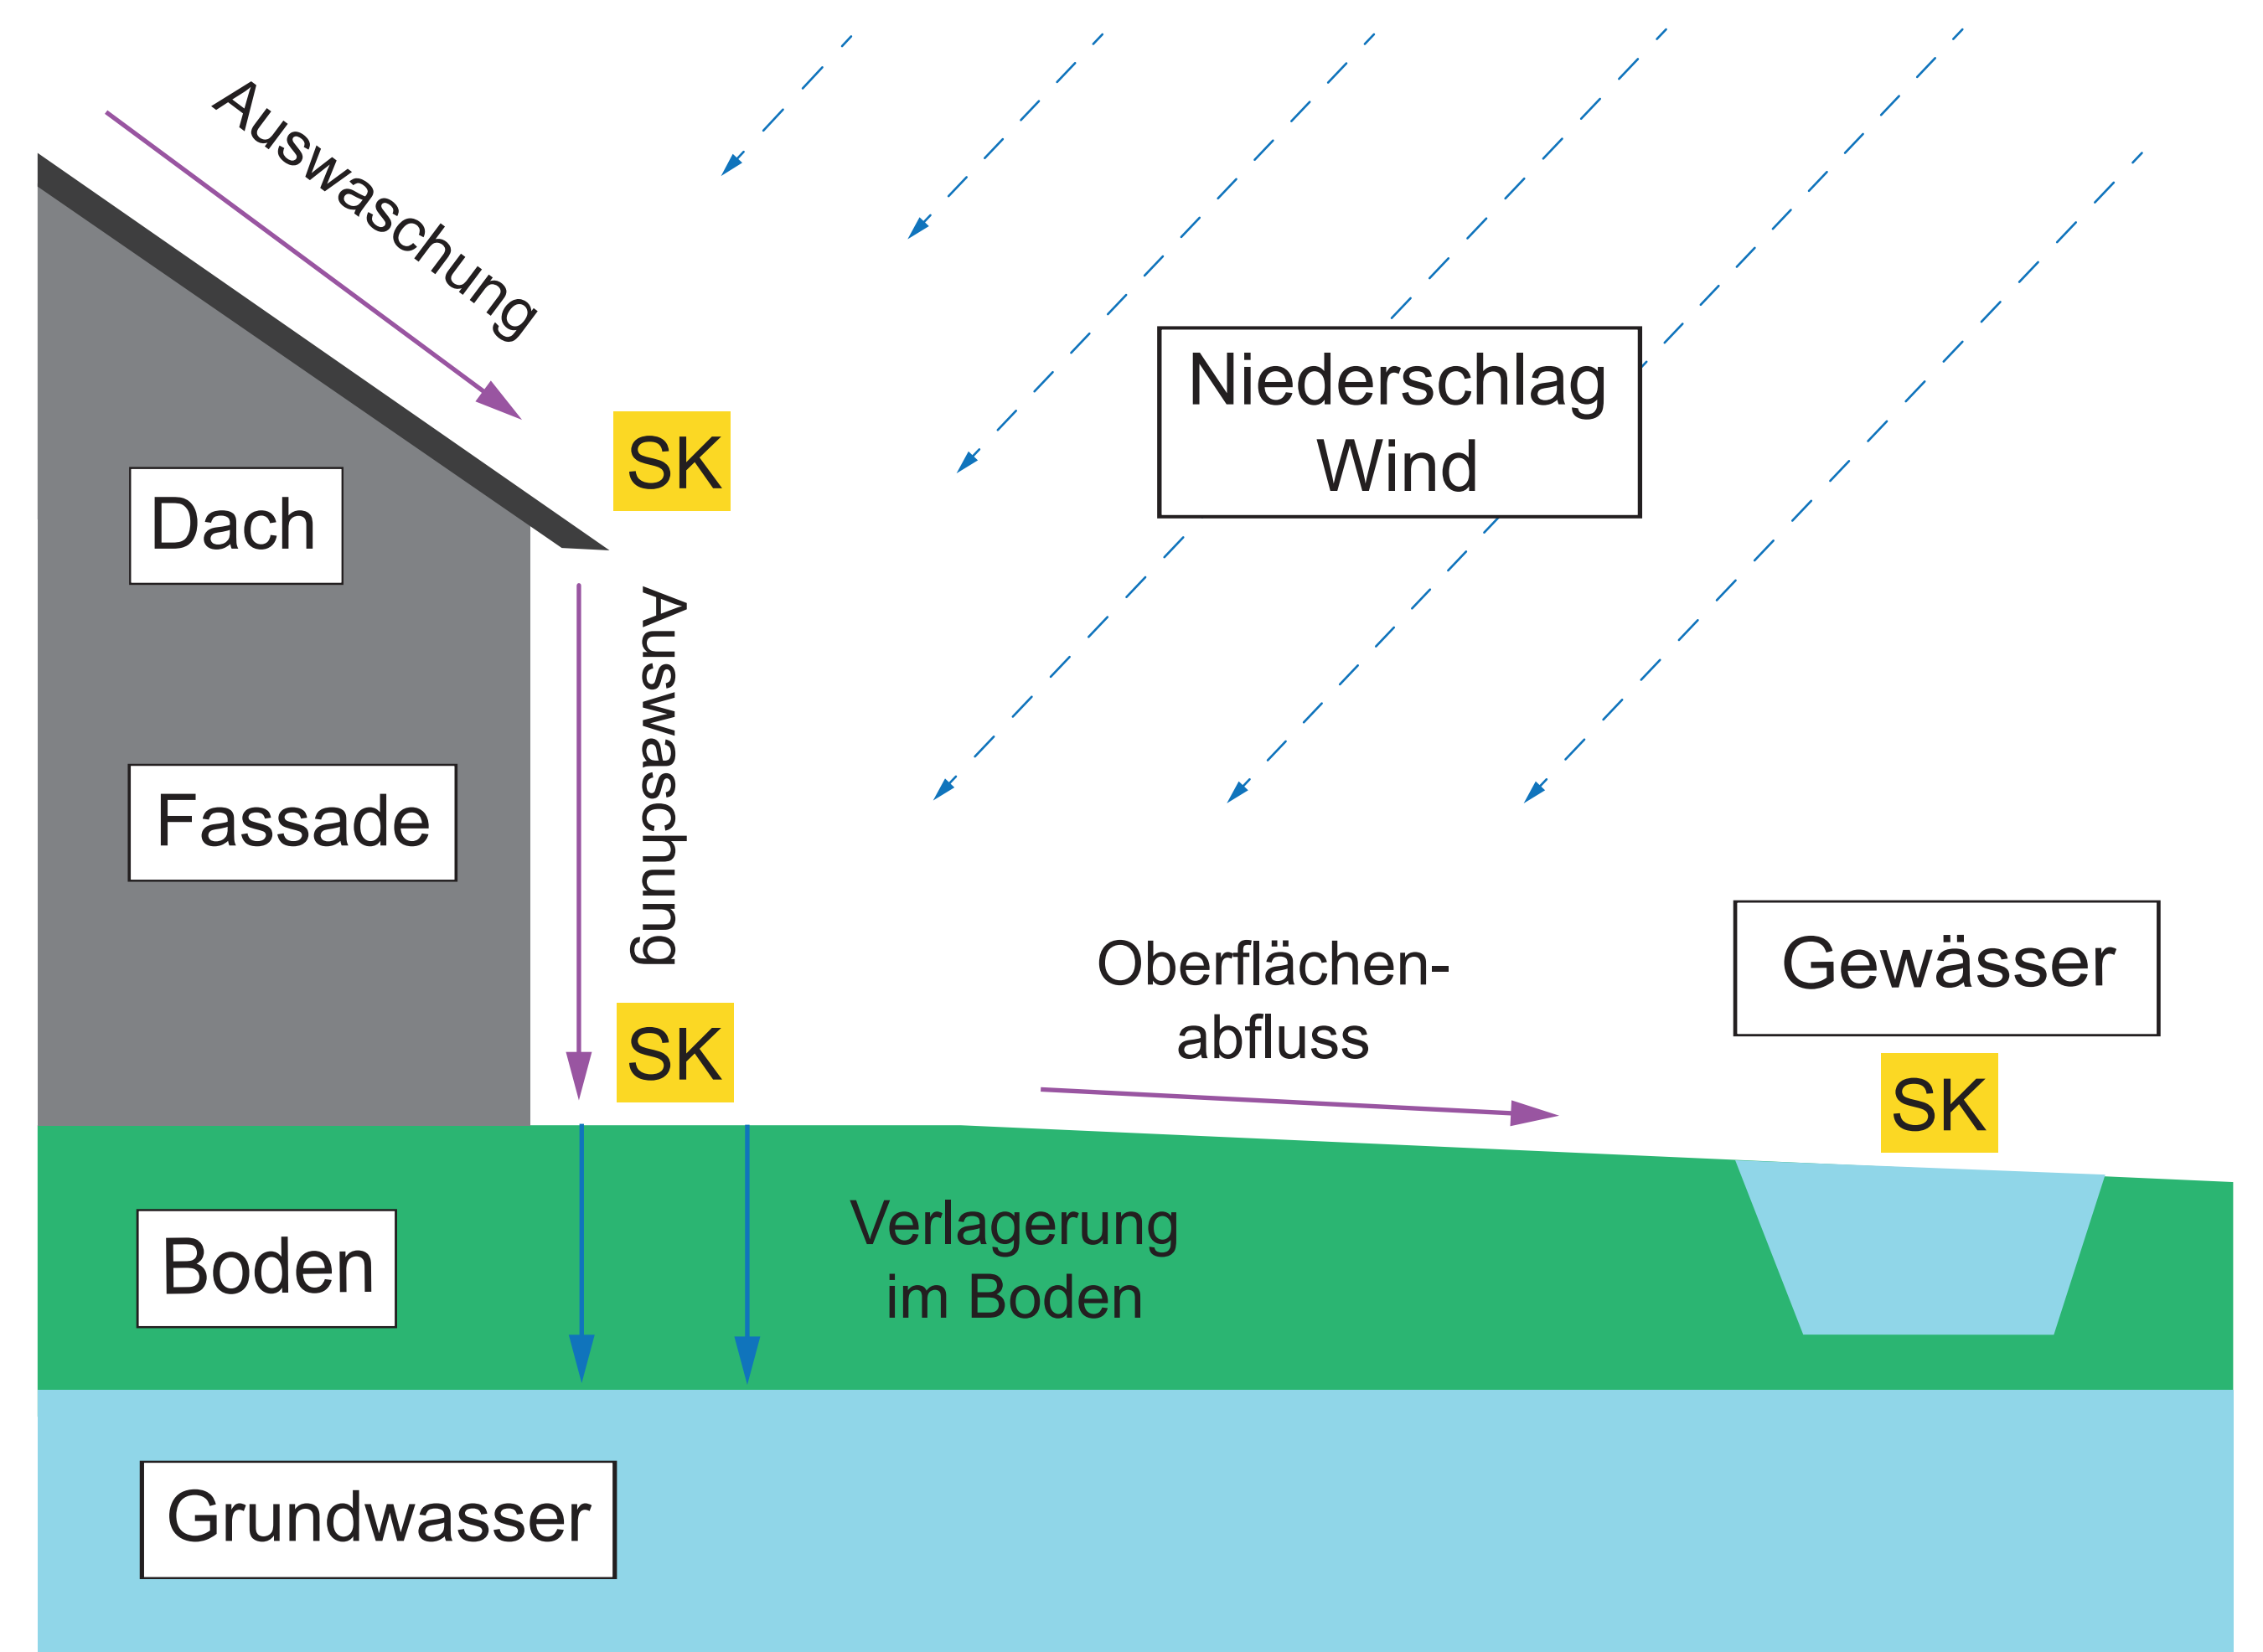 Auswaschung
Niederschlag
Wind
SK
Dach
Auswaschung
Fassade
Oberflächen-
abfluss
Gewässer
SK
SK
Verlagerung
im Boden
Boden
Grundwasser